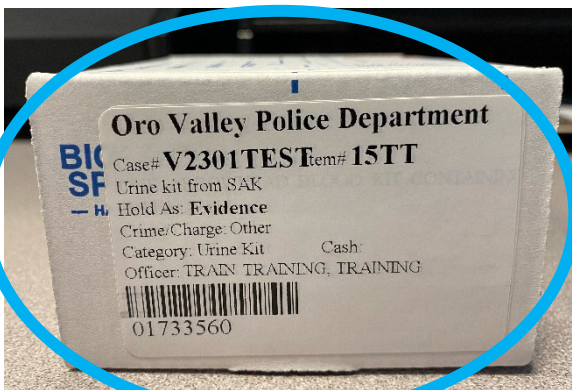 Oro Valley Police Department
Case# V2301TESTtem# 15TT
Urine kit from SAK
Hold As: Evidence
Crime/Charge: Other
Category: Urine Kit Cash:
Officer: TRAIN TRAINING, TRAINING
01733560